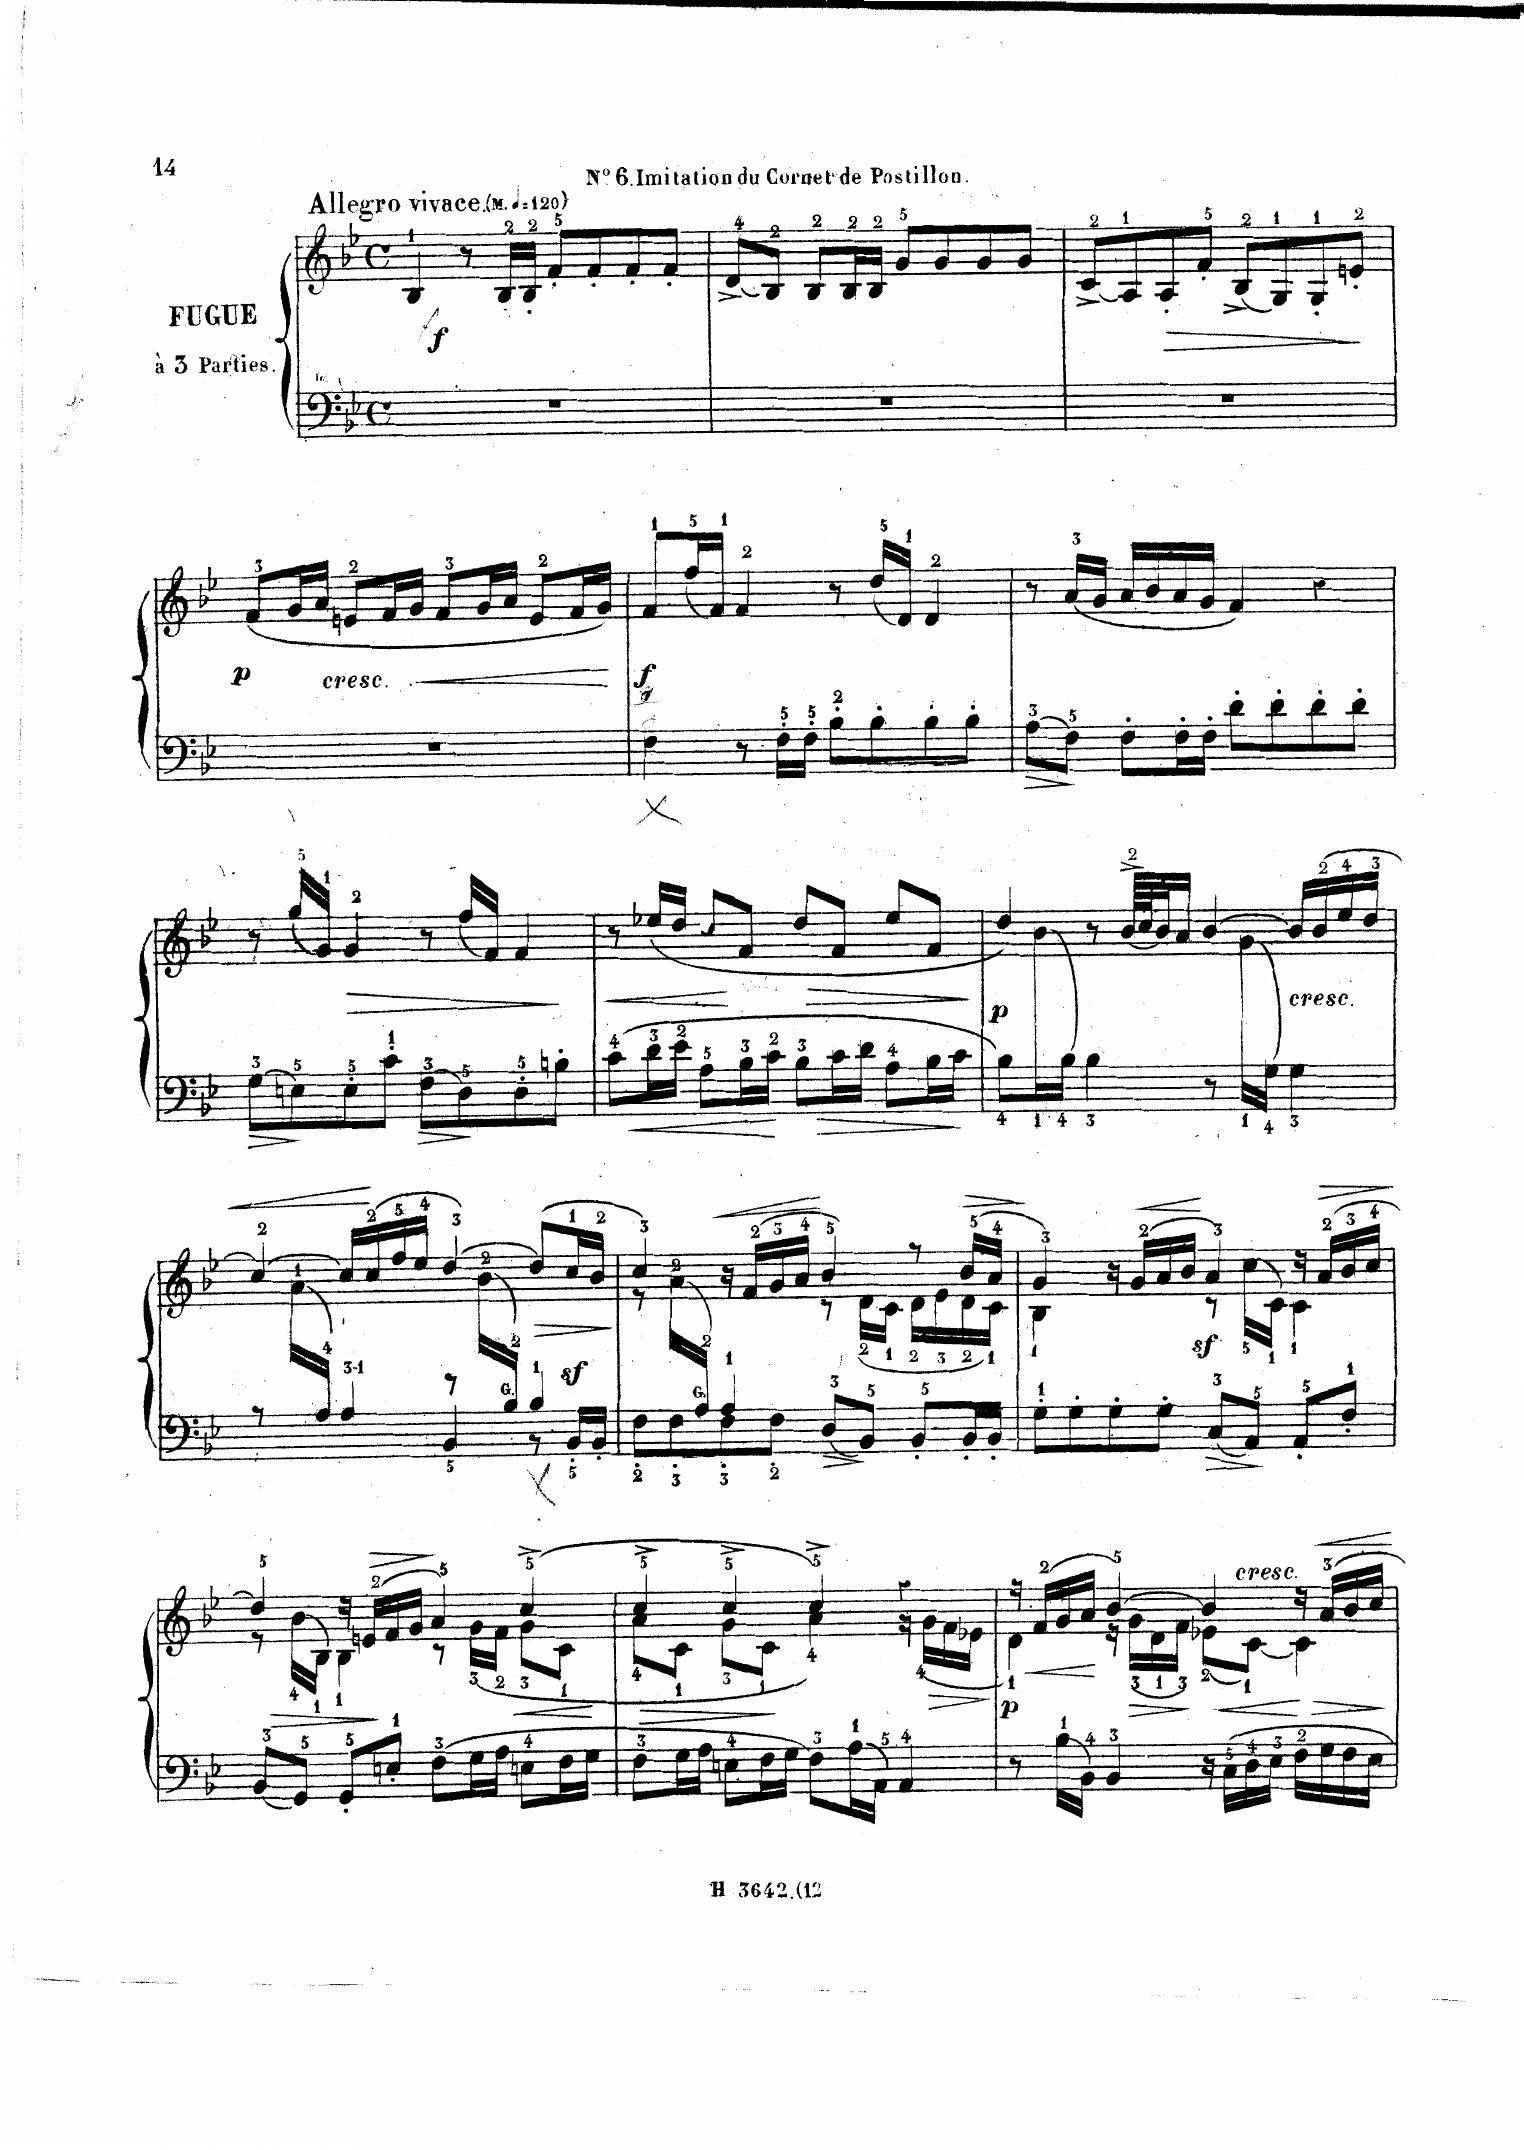 14
Nº 6. Imitation du Cornet de Postillon.
Allegro vivace. (M. ♩=120)
FUGUE
à 3 Parties.
f
p
cresc.
f
p
cresc.
G.
sf
G.
sf
cresc.
p
H 3642.(12